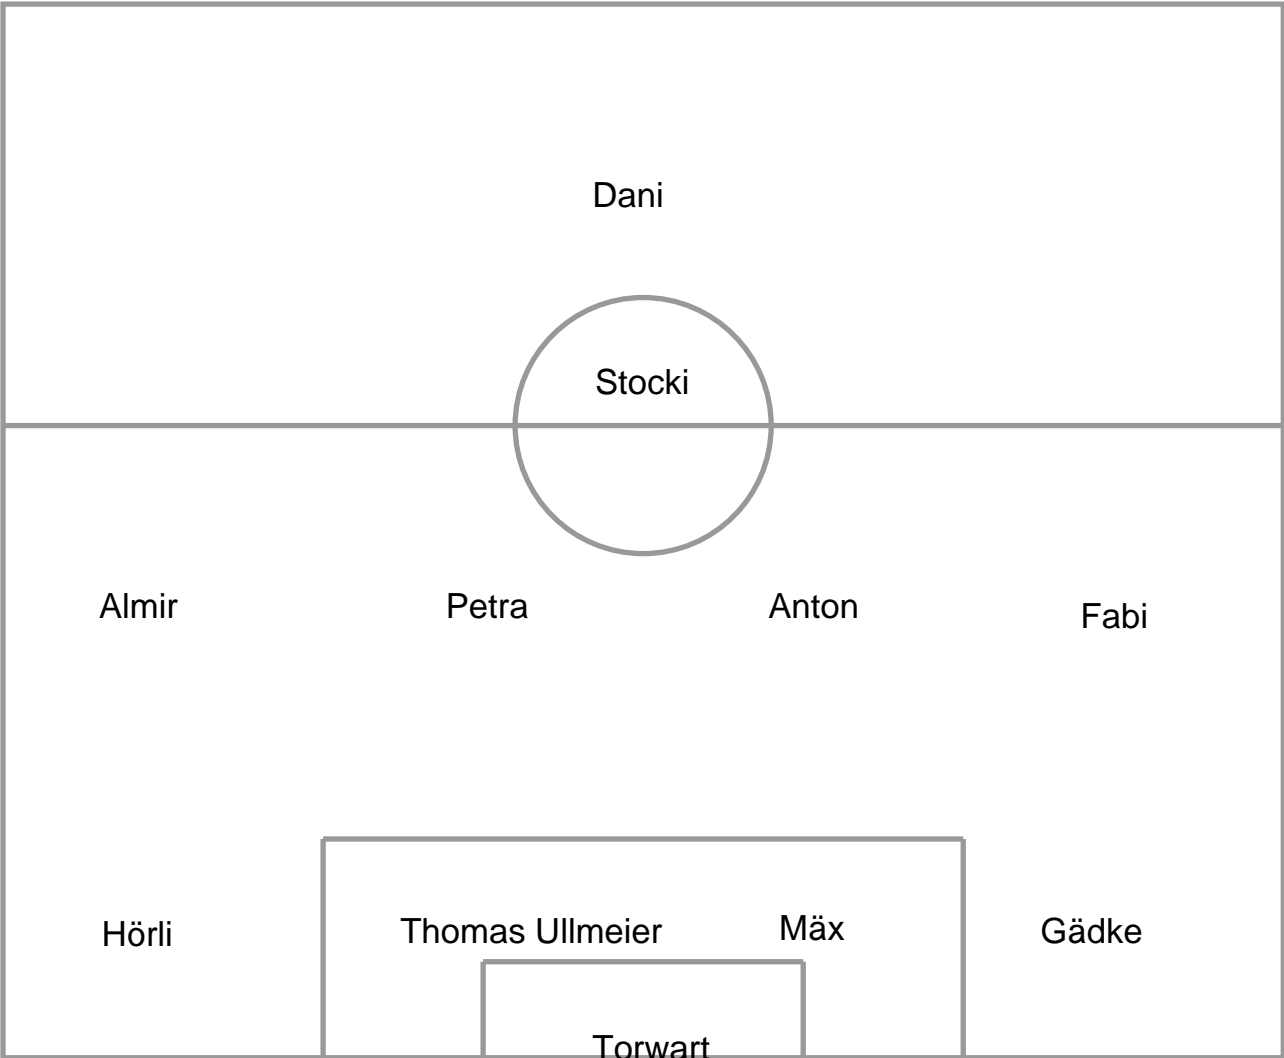 Dani
Stocki
Almir Petra Anton Fabi
Hörli Thomas Ullmeier Mäx Gädke
Torwart